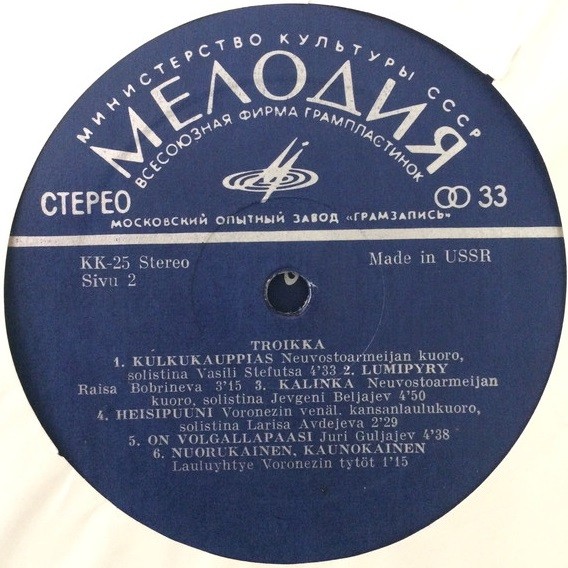 МИНИСТЕРСТВО КУЛЬТУРЫ СССР
МЕЛОДИЯ
ВСЕСОЮЗНАЯ ФИРМА ГРАМПЛАСТИНОК
СТЕРЕО
33
МОСКОВСКИЙ ОПЫТНЫЙ ЗАВОД «ГРАМЗАПИСЬ»
KK-25 Stereo
Made in USSR
Sivu 2
TROIKKA
1. KULKUKAUPPIAS Neuvostoarmeijan kuoro,
solistina Vasili Stefutsa 4'33 2. LUMIPYRY
Raisa Bobrineva 3'15 3. KALINKA Neuvostoarmeijan
kuoro, solistina Jevgeni Beljajev 4'50
4. HEISIPUUNI Voronezin venäl. kansanlaulukuoro,
solistina Larisa Avdejeva 2'29
5. ON VOLGALLAPAASI Juri Guljajev 4'38
6. NUORUKAINEN, KAUNOKAINEN
Lauluyhtye Voronezin tytöt 1'15